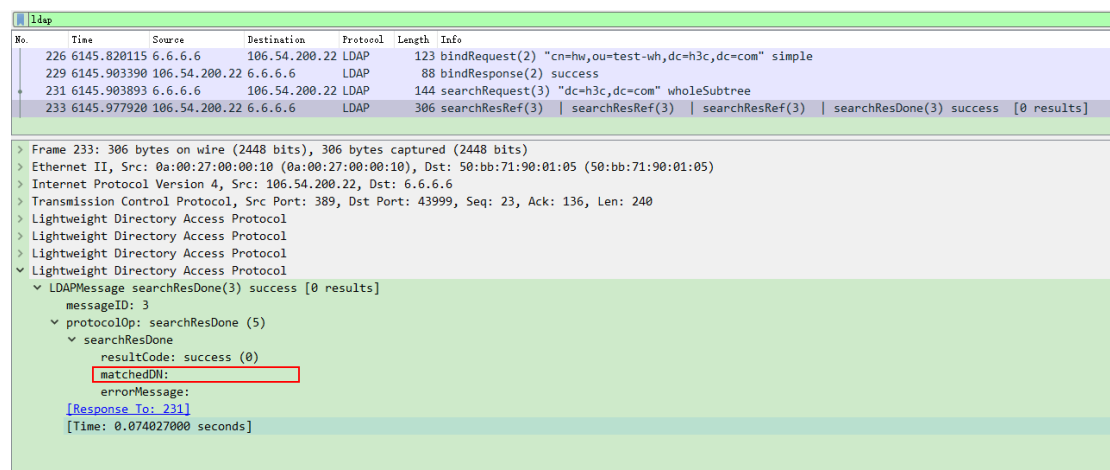 ldap
No. Time Source Destination Protocol Length Info
226 6145.820115 6.6.6.6 106.54.200.22 LDAP 123 bindRequest(2) "cn=hw,ou=test-wh,dc=h3c,dc=com" simple
229 6145.903390 106.54.200.22 6.6.6.6 LDAP 88 bindResponse(2) success
231 6145.903893 6.6.6.6 106.54.200.22 LDAP 144 searchRequest(3) "dc=h3c,dc=com" wholeSubtree
233 6145.977920 106.54.200.22 6.6.6.6 LDAP 306 searchResRef(3) | searchResRef(3) | searchResRef(3) | searchResDone(3) success [0 results]
Frame 233: 306 bytes on wire (2448 bits), 306 bytes captured (2448 bits)
Ethernet II, Src: 0a:00:27:00:00:10 (0a:00:27:00:00:10), Dst: 50:bb:71:90:01:05 (50:bb:71:90:01:05)
Internet Protocol Version 4, Src: 106.54.200.22, Dst: 6.6.6.6
Transmission Control Protocol, Src Port: 389, Dst Port: 43999, Seq: 23, Ack: 136, Len: 240
Lightweight Directory Access Protocol
Lightweight Directory Access Protocol
Lightweight Directory Access Protocol
Lightweight Directory Access Protocol
LDAPMessage searchResDone(3) success [0 results]
messageID: 3
protocolOp: searchResDone (5)
searchResDone
resultCode: success (0)
matchedDN:
errorMessage:
[Response To: 231]
[Time: 0.074027000 seconds]